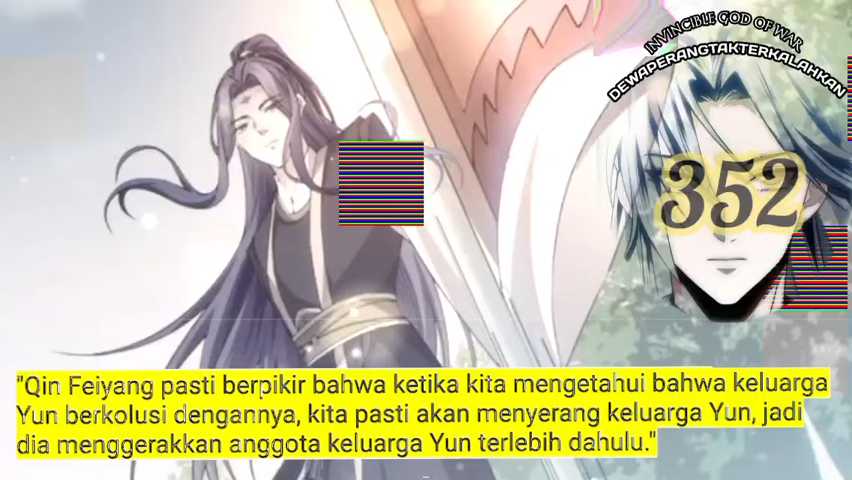 INVINCIBLE GOD OF WAR
DEWAPERANGTAKTERKALAHKAN
352
"Qin Feiyang pasti berpikir bahwa ketika kita mengetahui bahwa keluarga
Yun berkolusi dengannya, kita pasti akan menyerang keluarga Yun, jadi
dia menggerakkan anggota keluarga Yun terlebih dahulu."